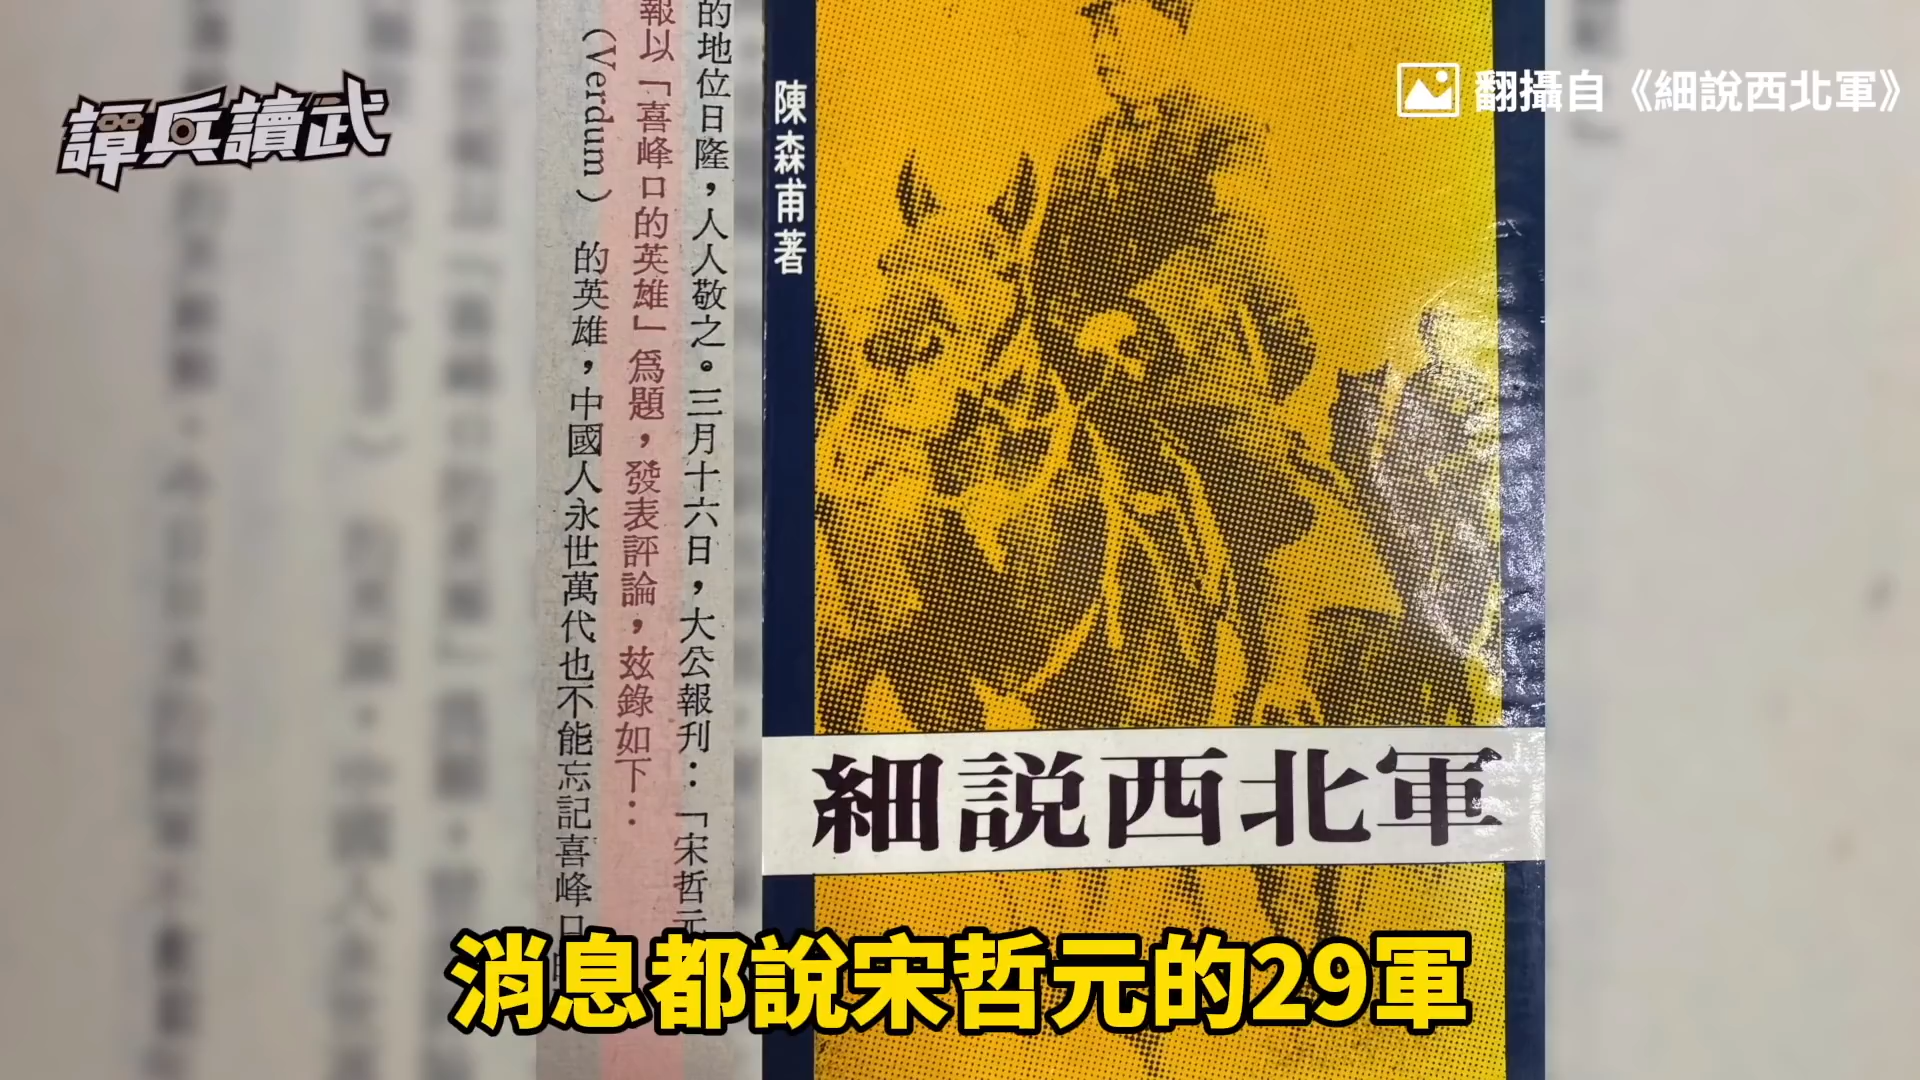 譚兵讀武
翻攝自《細說西北軍》
的地位日隆，人人敬之。三月十六日，大公報刊：「宋哲元
報以「喜峰口的英雄」爲題，發表評論，茲錄如下：
（Verdum）的英雄，中國人永世萬代也不能忘記喜峰口
陳森甫著
細說西北軍
消息都說宋哲元的29軍